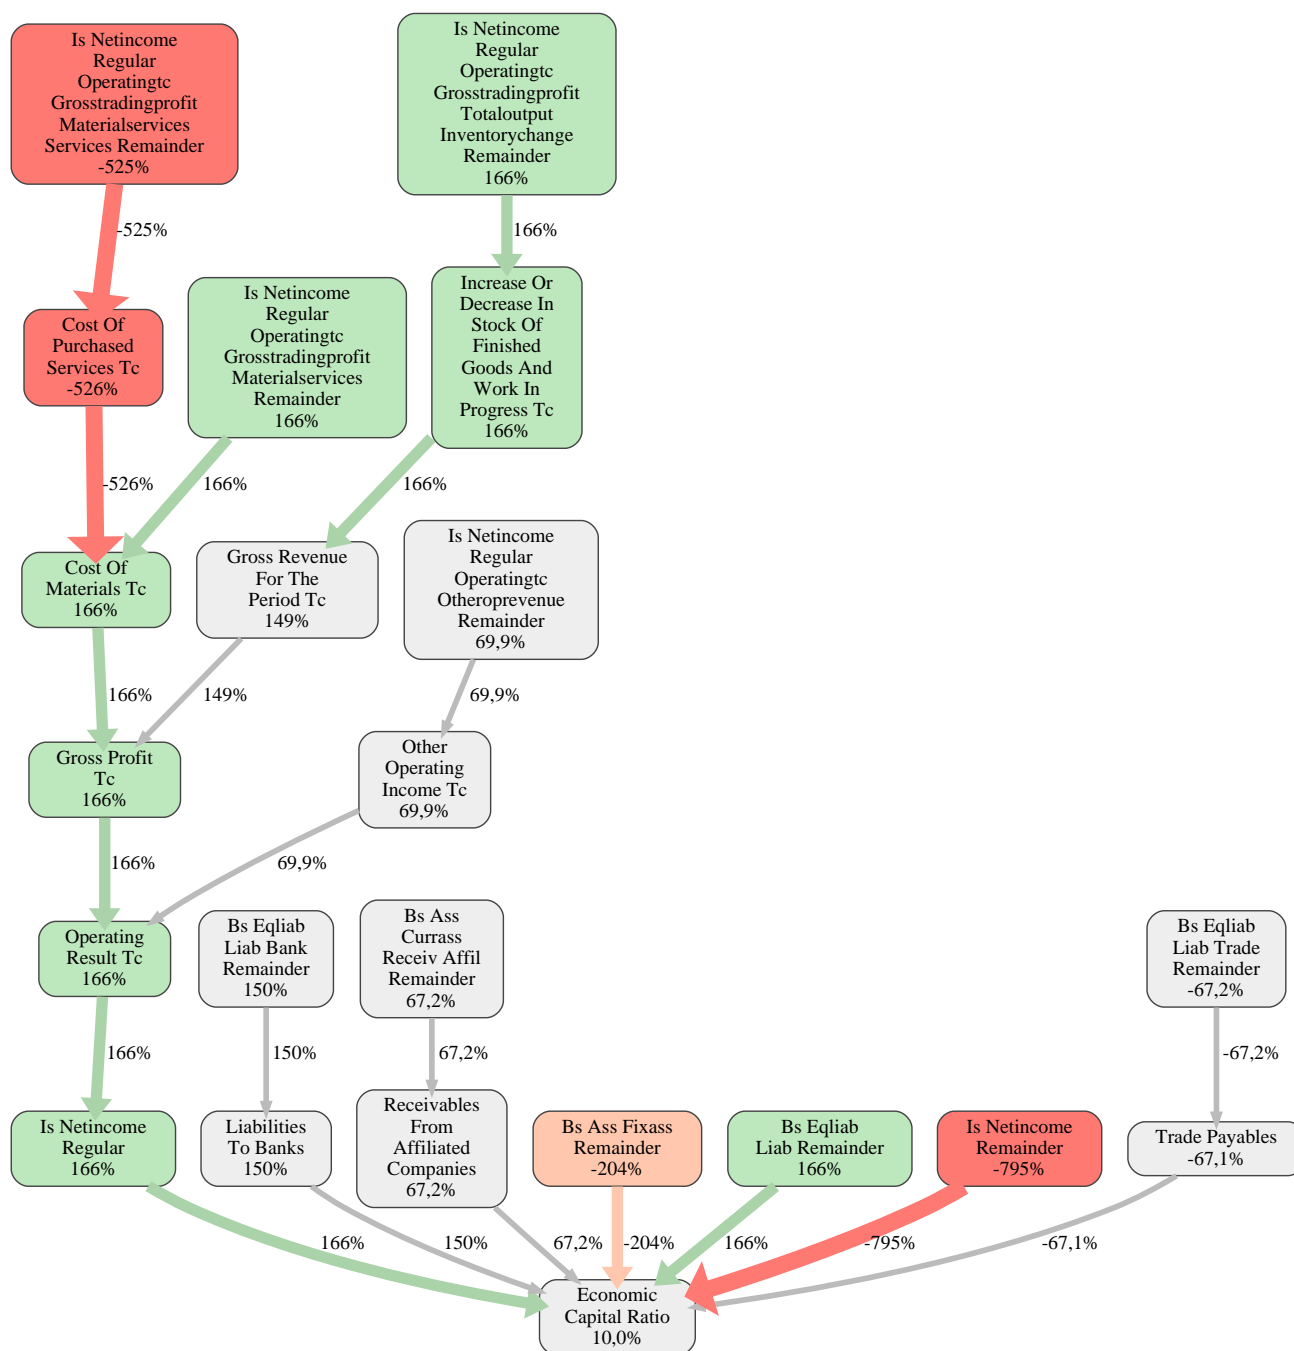 Is Netincome
Regular
Operatingtc
Grosstradingprofit
Materialservices
Services Remainder
-525%
Is Netincome
Regular
Operatingtc
Grosstradingprofit
Totaloutput
Inventorychange
Remainder
166%
-525%
166%
Cost Of
Purchased
Services Tc
-526%
Is Netincome
Regular
Operatingtc
Grosstradingprofit
Materialservices
Remainder
166%
Increase Or
Decrease In
Stock Of
Finished
Goods And
Work In
Progress Tc
166%
-526%
166%
166%
Cost Of
Materials Tc
166%
Gross Revenue
For The
Period Tc
149%
Is Netincome
Regular
Operatingtc
Otheroprevenue
Remainder
69,9%
166%
149%
69,9%
Gross Profit
Tc
166%
Other
Operating
Income Tc
69,9%
166%
69,9%
Operating
Result Tc
166%
Bs Eqliab
Liab Bank
Remainder
150%
Bs Ass
Currass
Receiv Affil
Remainder
67,2%
Bs Eqliab
Liab Trade
Remainder
-67,2%
166%
150%
67,2%
-67,2%
Is Netincome
Regular
166%
Liabilities
To Banks
150%
Receivables
From
Affiliated
Companies
67,2%
Bs Ass Fixass
Remainder
-204%
Bs Eqliab
Liab Remainder
166%
Is Netincome
Remainder
-795%
Trade Payables
-67,1%
166%
150%
67,2%
-204%
166%
-795%
-67,1%
Economic
Capital Ratio
10,0%